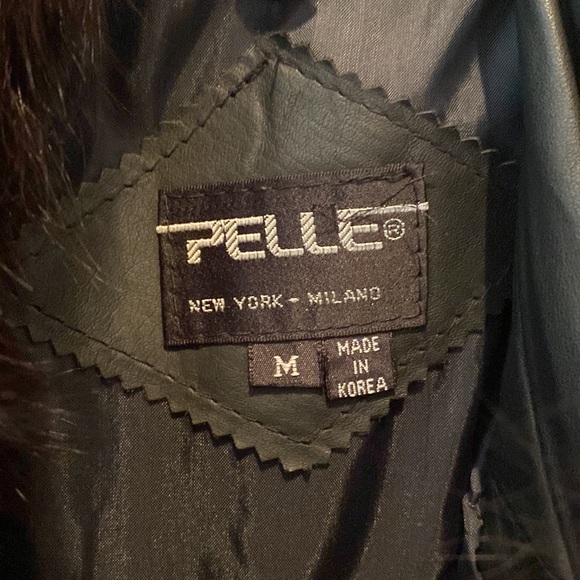 PELLE®
NEW YORK - MILANO
M
MADE
IN
KOREA